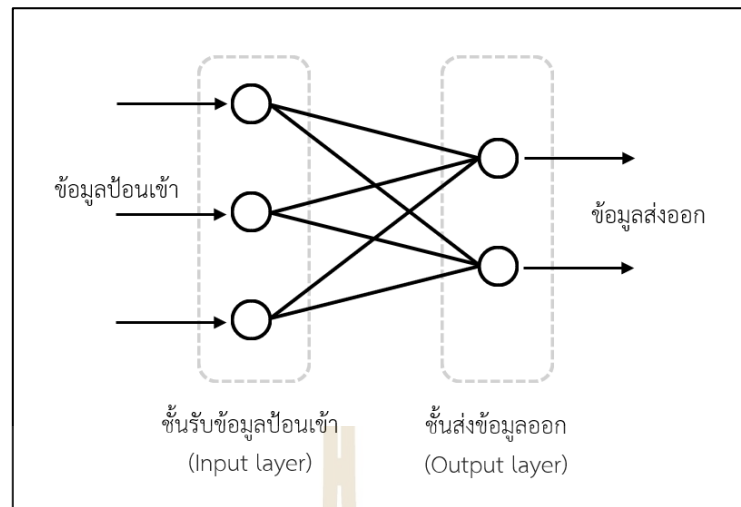 ข้อมูลป้อนเข้า
ข้อมูลส่งออก
ชั้นรับข้อมูลป้อนเข้า
(Input layer)
ชั้นส่งข้อมูลออก
(Output layer)